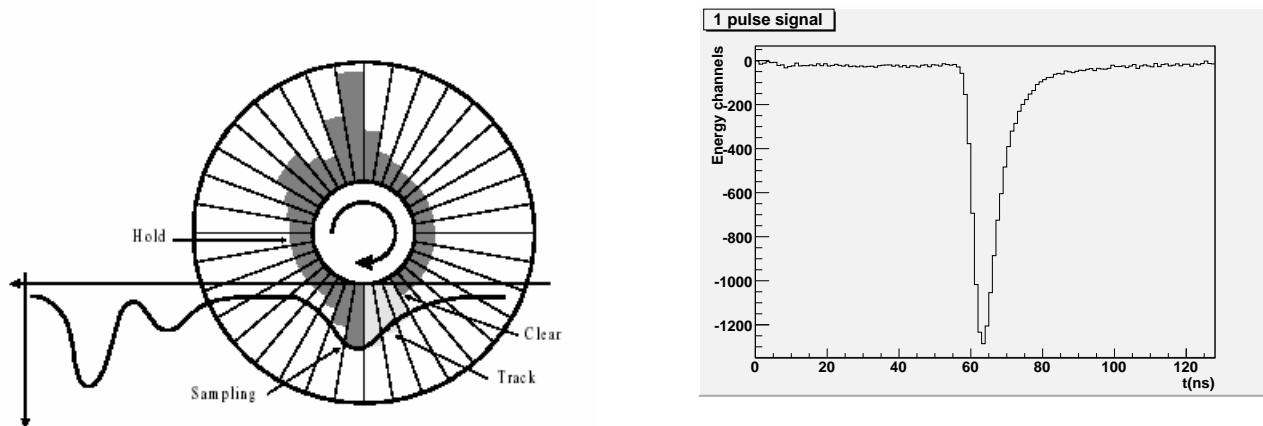 Hold
Clear
Track
Sampling
1 pulse signal
Energy channels
0
-200
-400
-600
-800
-1000
-1200
0 20 40 60 80 100 120
t(ns)